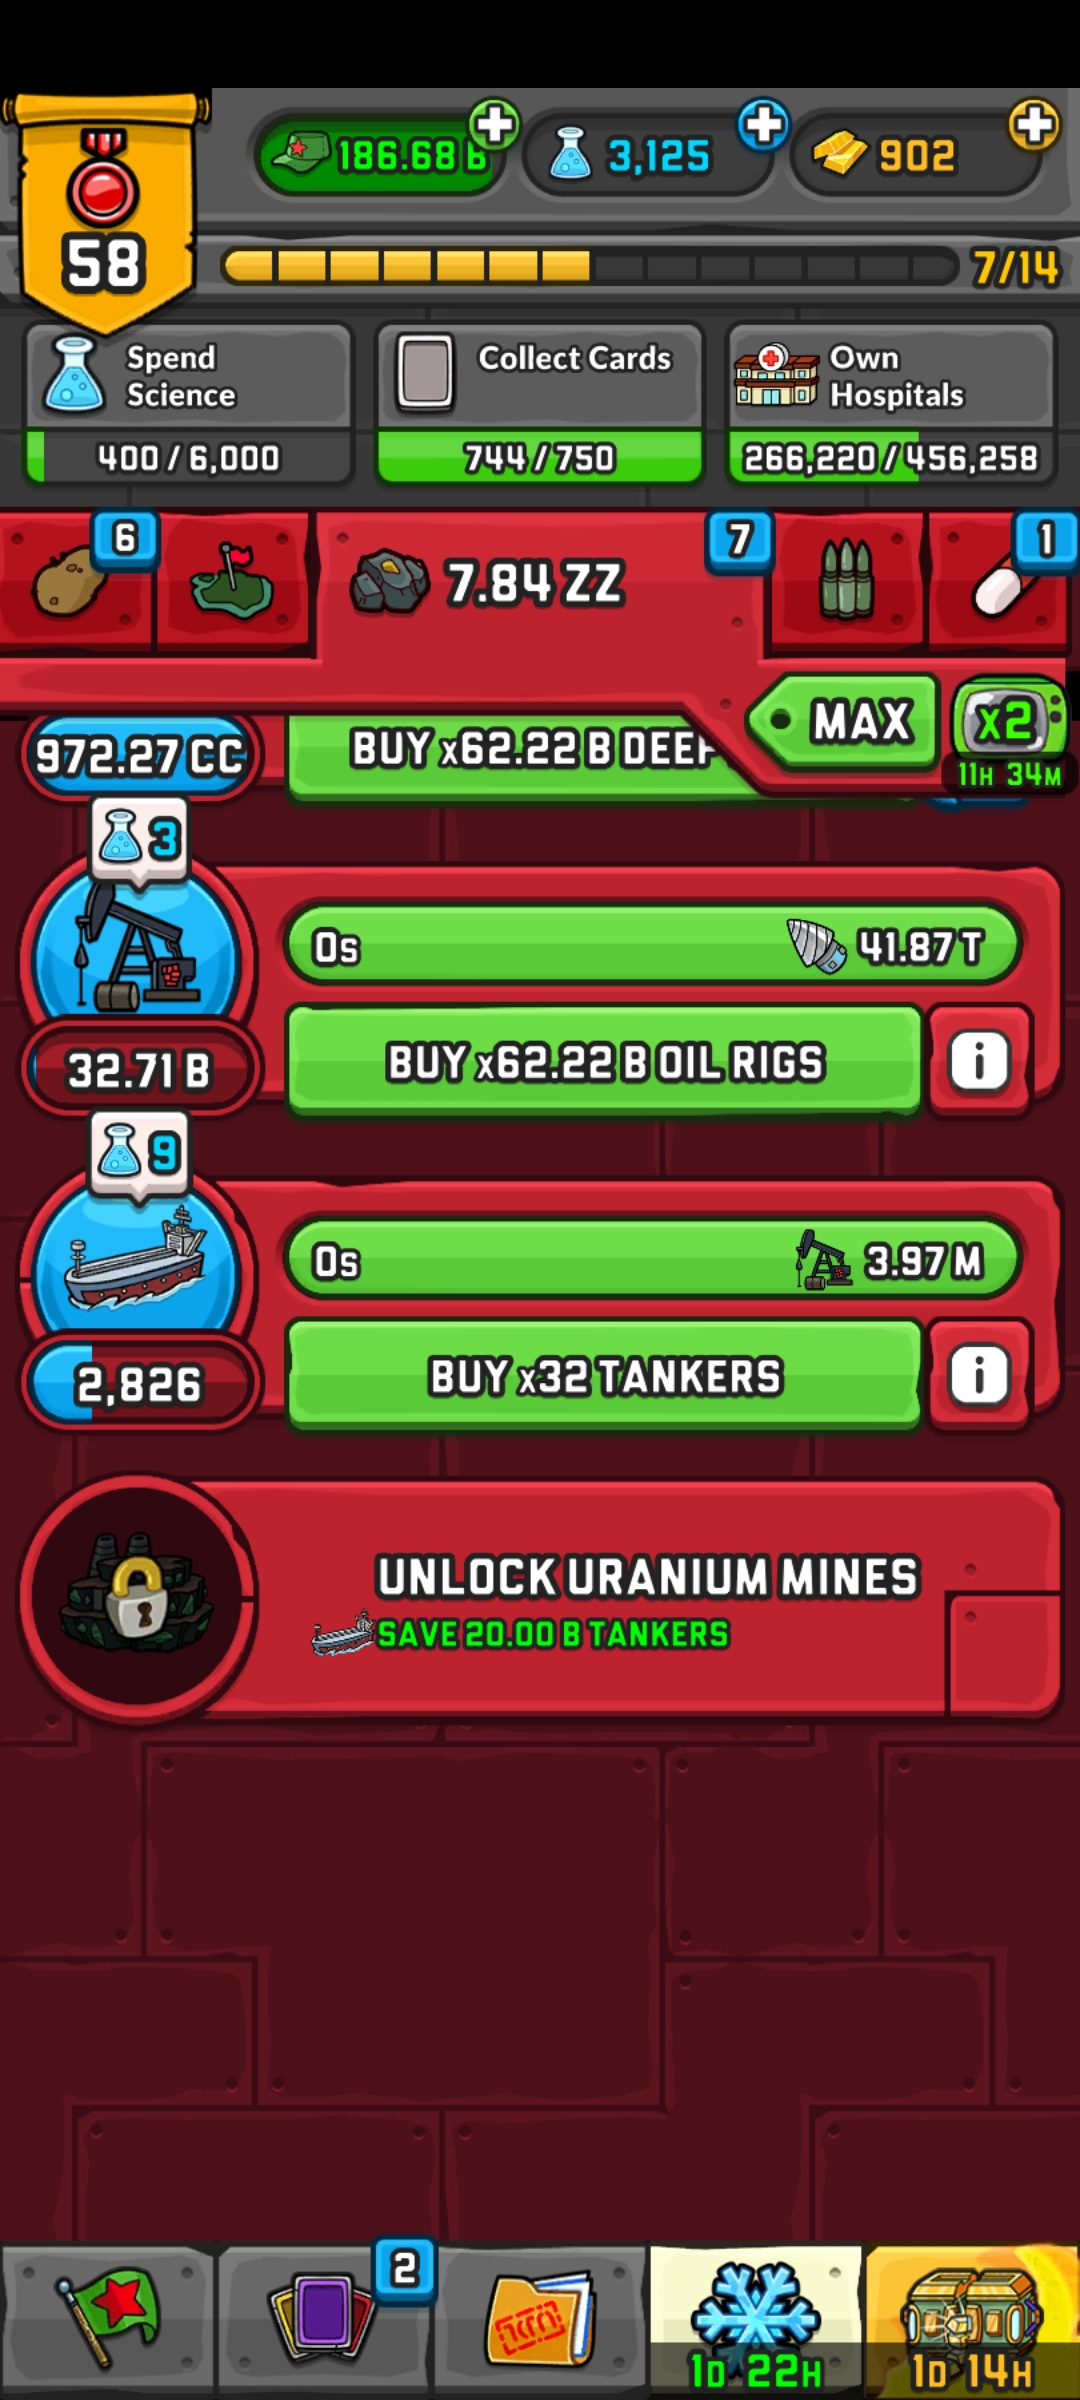 58
186.68 B
3,125
902
7/14
Spend
Science
400 / 6,000
Collect Cards
744 / 750
Own
Hospitals
266,220 / 456,258
6
7.84 ZZ
7
1
MAX
x2
11H 34M
972.27 CC
BUY x62.22 B DEEP
3
0s
41.87 T
32.71 B
BUY x62.22 B OIL RIGS
i
9
0s
3.97 M
2,826
BUY x32 TANKERS
i
UNLOCK URANIUM MINES
SAVE 20.00 B TANKERS
2
1D 22H
1D 14H